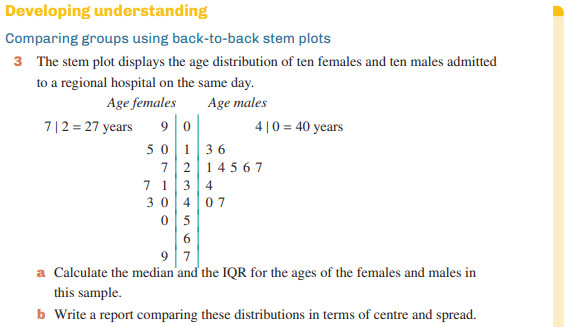 Developing understanding
Comparing groups using back-to-back stem plots
3 The stem plot displays the age distribution of ten females and ten males admitted
to a regional hospital on the same day.
Age females Age males
7|2 = 27 years 9 0 4|0 = 40 years
5 0 1 3 6
7 2 1 4 5 6 7
7 1 3 4
3 0 4 0 7
0 5
6
9 7
a Calculate the median and the IQR for the ages of the females and males in
this sample.
b Write a report comparing these distributions in terms of centre and spread.